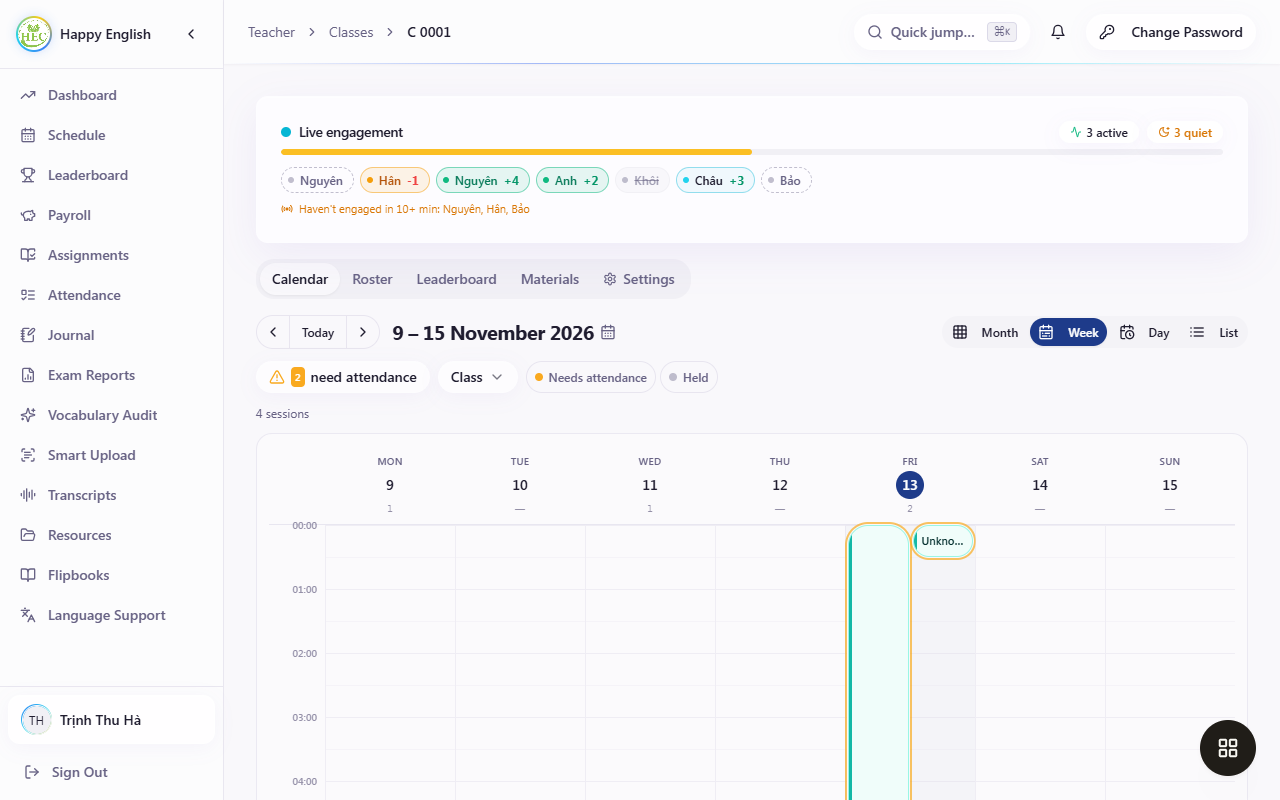 HEC Happy English
Teacher > Classes > C 0001
Quick jump... ⌘K
Change Password
Dashboard
Schedule
Leaderboard
Payroll
Assignments
Attendance
Journal
Exam Reports
Vocabulary Audit
Smart Upload
Transcripts
Resources
Flipbooks
Language Support
TH Trịnh Thu Hà
Sign Out
Live engagement
3 active
3 quiet
Nguyên
Hân -1
Nguyên +4
Anh +2
Khôi
Châu +3
Bảo
Haven't engaged in 10+ min: Nguyên, Hân, Bảo
Calendar Roster Leaderboard Materials Settings
Today
9 – 15 November 2026
Month Week Day List
2 need attendance
Class
Needs attendance
Held
4 sessions
MON TUE WED THU FRI SAT SUN
9 10 11 12 13 14 15
1 — 1 — 2 — —
00:00
Unkno...
01:00
02:00
03:00
04:00